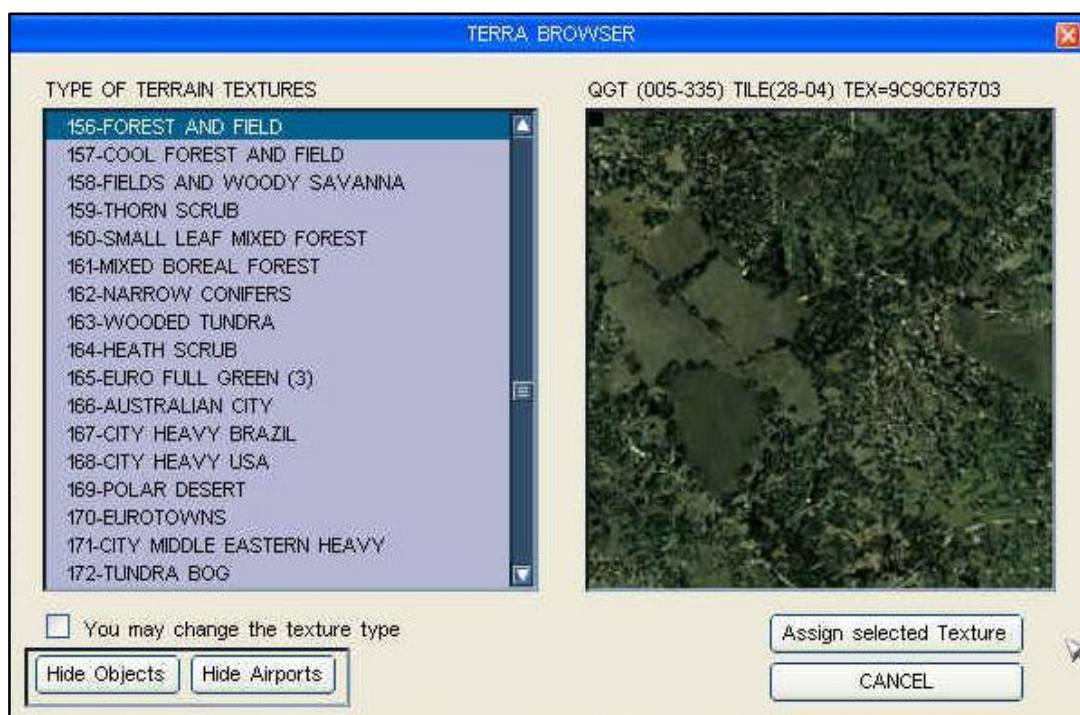 TERRA BROWSER
TYPE OF TERRAIN TEXTURES
156-FOREST AND FIELD
157-COOL FOREST AND FIELD
158-FIELDS AND WOODY SAVANNA
159-THORN SCRUB
160-SMALL LEAF MIXED FOREST
161-MIXED BOREAL FOREST
162-NARROW CONIFERS
163-WOODED TUNDRA
164-HEATH SCRUB
165-EURO FULL GREEN (3)
166-AUSTRALIAN CITY
167-CITY HEAVY BRAZIL
168-CITY HEAVY USA
169-POLAR DESERT
170-EUROTOWNS
171-CITY MIDDLE EASTERN HEAVY
172-TUNDRA BOG
You may change the texture type
Hide Objects Hide Airports
QGT (005-335) TILE(28-04) TEX=9C9C676703
Assign selected Texture
CANCEL